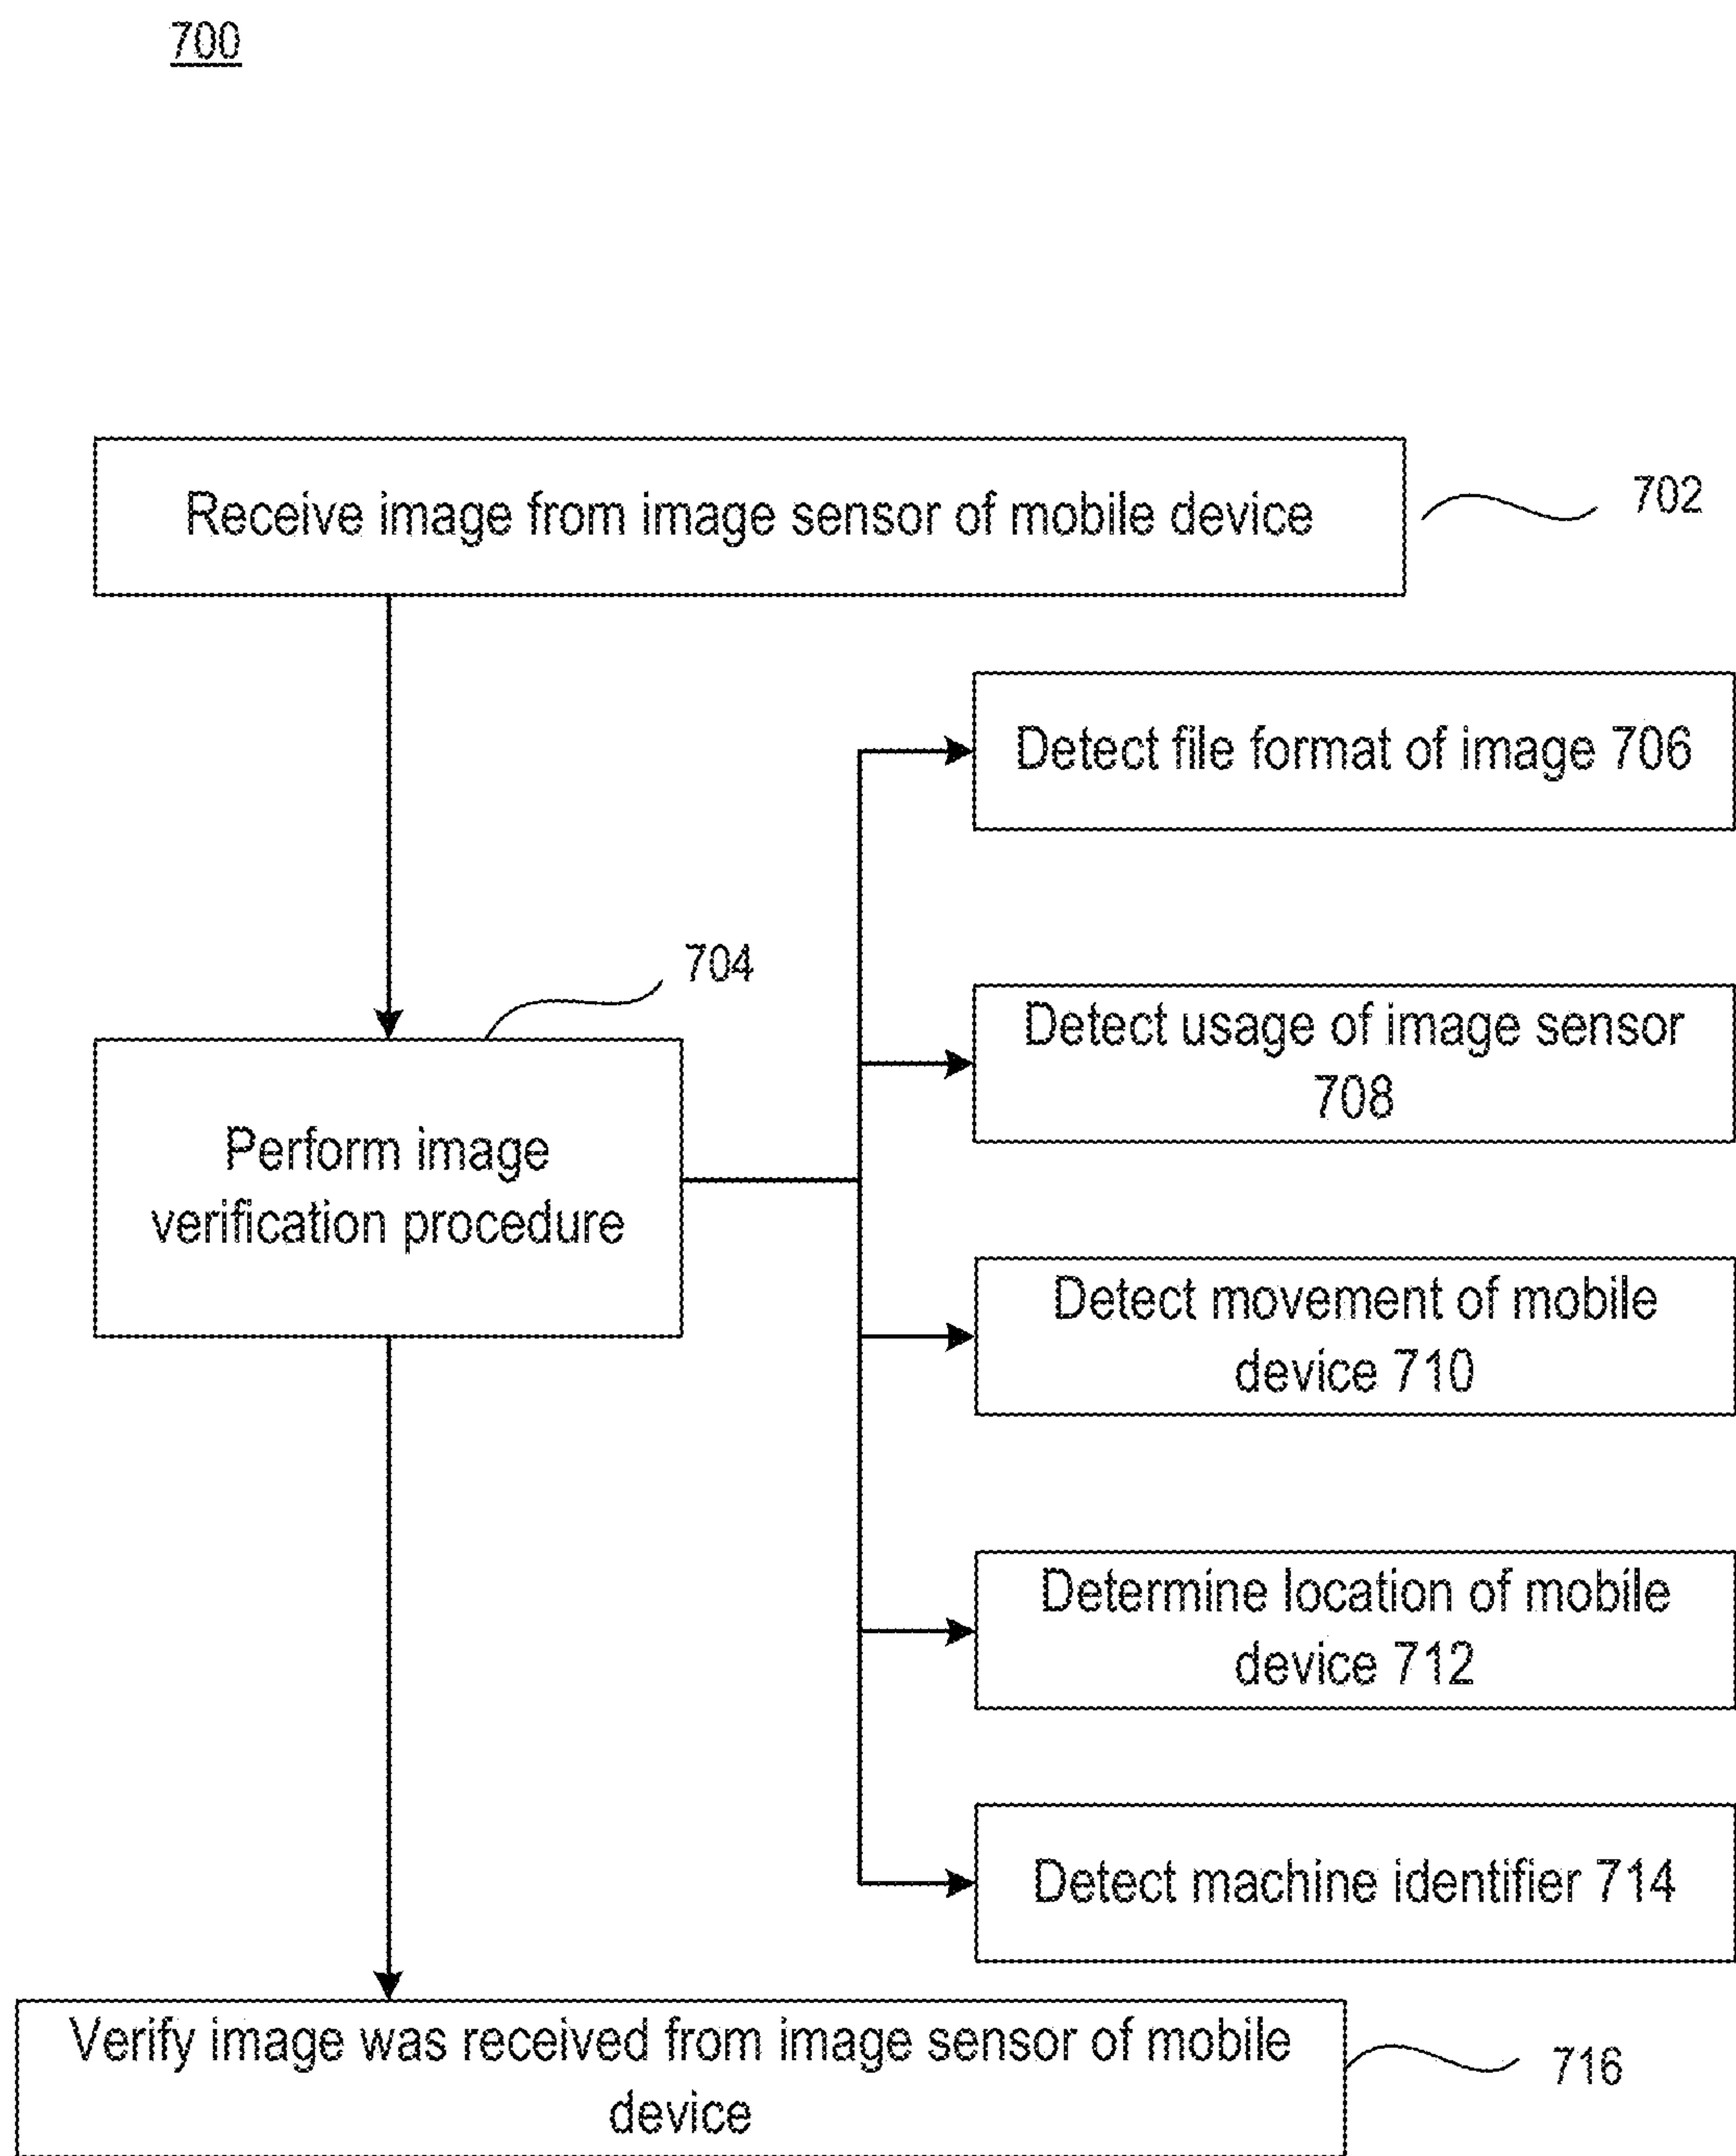 700
Receive image from image sensor of mobile device
702
Detect file format of image 706
704
Perform image
verification procedure
Detect usage of image sensor
708
Detect movement of mobile
device 710
Determine location of mobile
device 712
Detect machine identifier 714
Verify image was received from image sensor of mobile
device
716